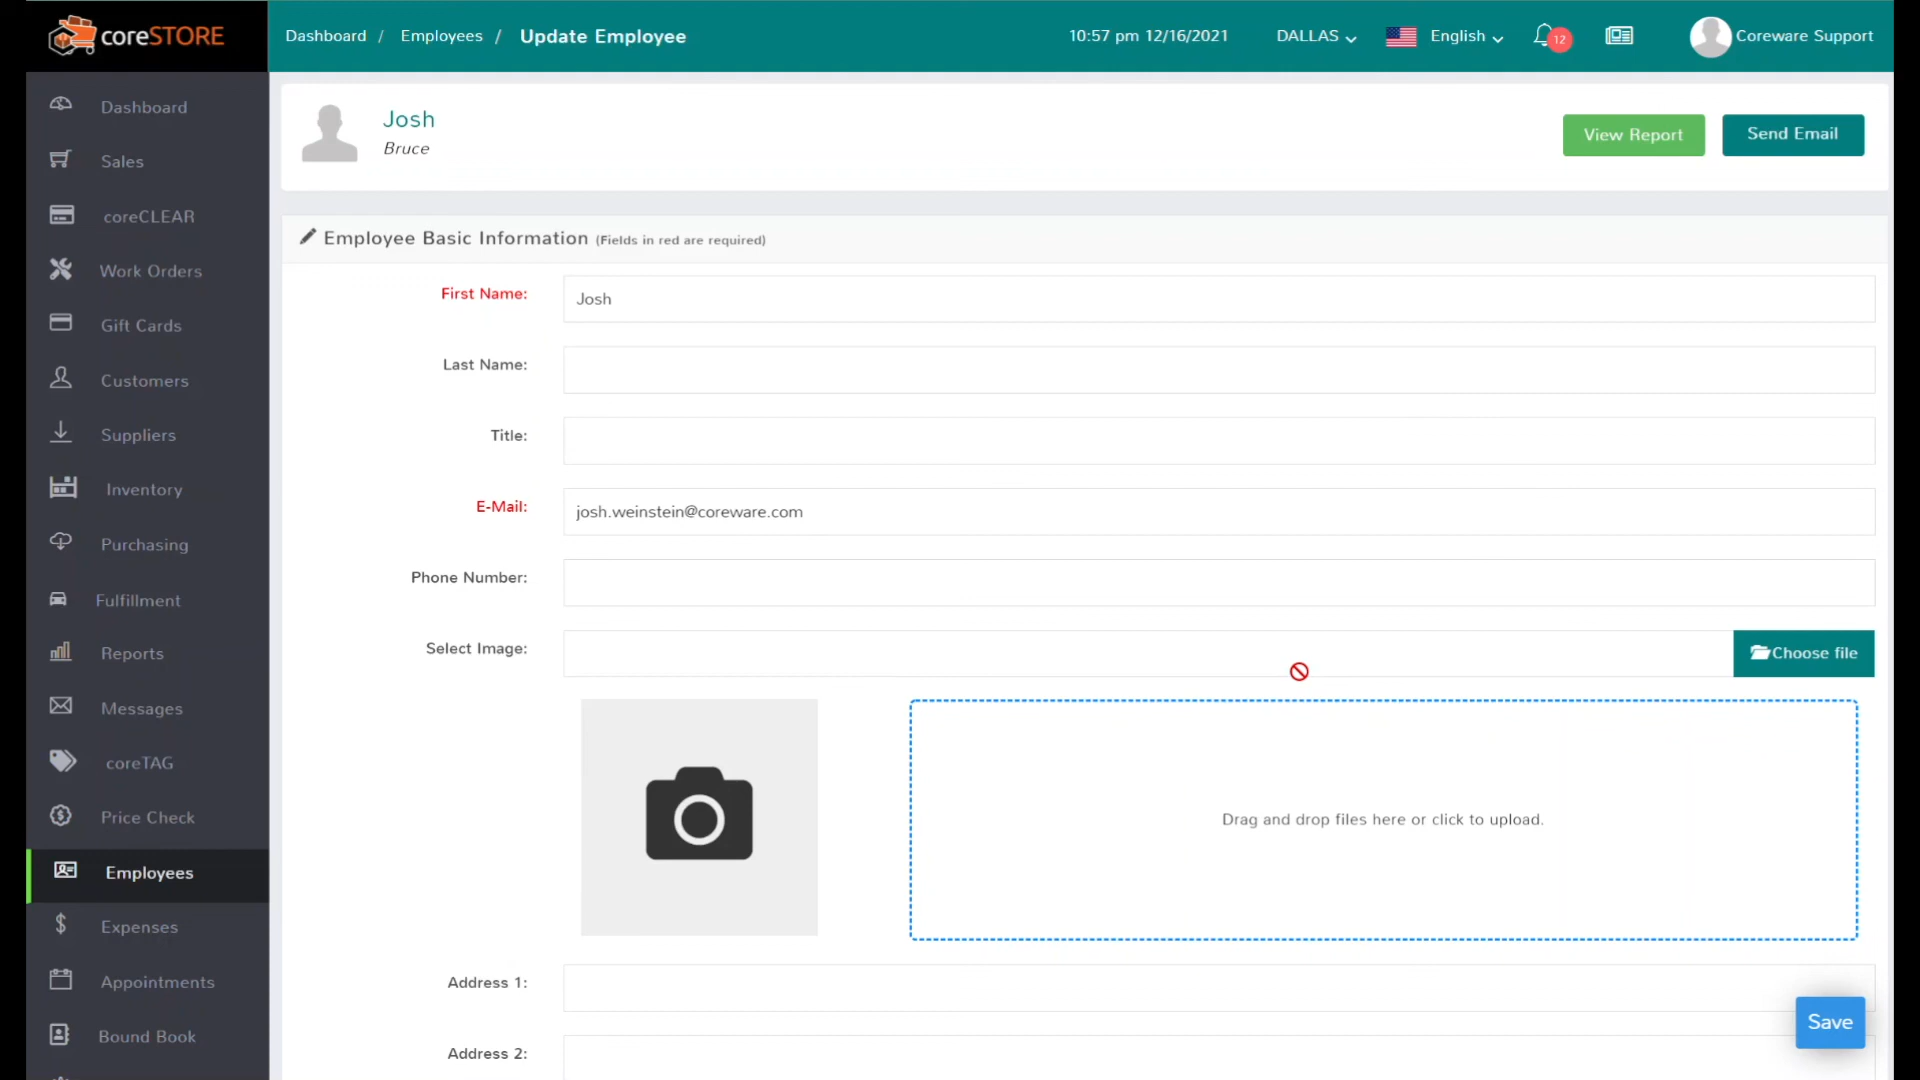 coreSTORE
Dashboard / Employees / Update Employee
10:57 pm 12/16/2021
DALLAS
English
12
Coreware Support
Dashboard
Sales
coreCLEAR
Work Orders
Gift Cards
Customers
Suppliers
Inventory
Purchasing
Fulfillment
Reports
Messages
coreTAG
Price Check
Employees
Expenses
Appointments
Bound Book
Josh
Bruce
View Report
Send Email
Employee Basic Information (Fields in red are required)
First Name: Josh
Last Name:
Title:
E-Mail: josh.weinstein@coreware.com
Phone Number:
Select Image:
Choose file
Drag and drop files here or click to upload.
Address 1:
Address 2:
Save